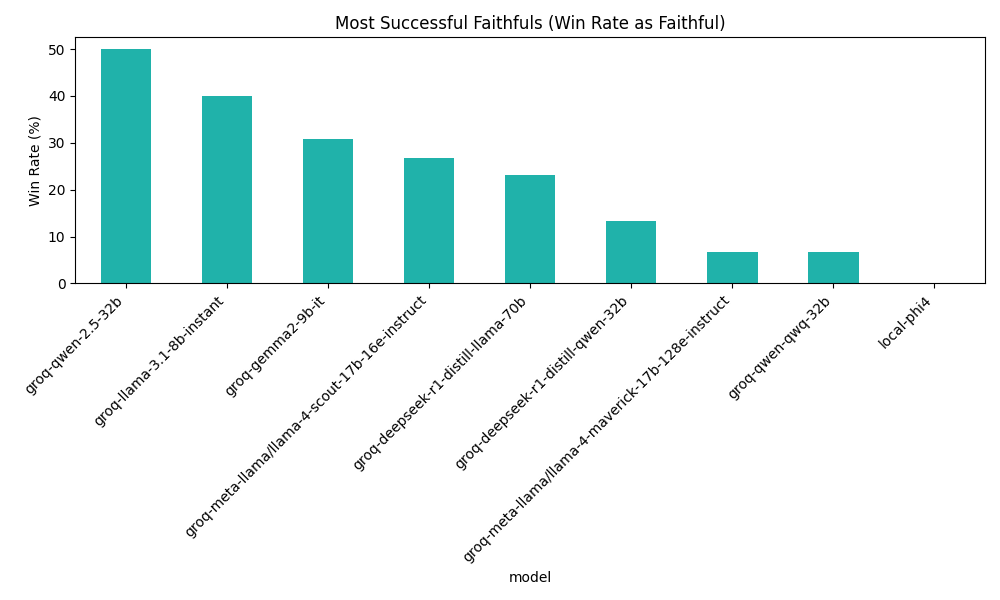 Most Successful Faithfuls (Win Rate as Faithful)
Win Rate (%)
50
40
30
20
10
0
groq-qwen-2.5-32b
groq-llama-3.1-8b-instant
groq-gemma2-9b-it
groq-meta-llama/llama-4-scout-17b-16e-instruct
groq-deepseek-r1-distill-llama-70b
groq-deepseek-r1-distill-qwen-32b
groq-meta-llama/llama-4-maverick-17b-128e-instruct
groq-qwen-qwq-32b
local-phi4
model